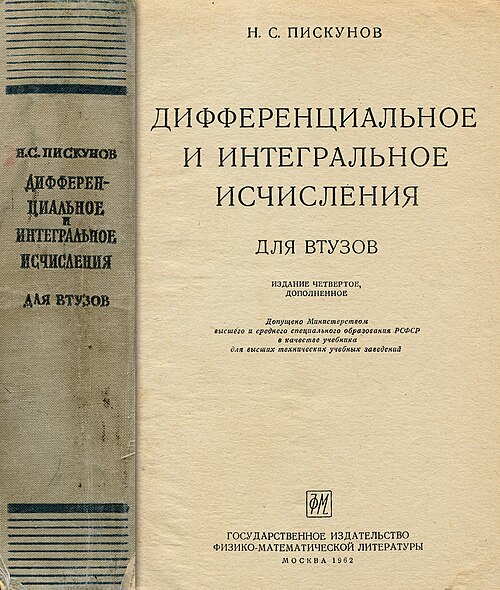 Н.С. ПИСКУНОВ
ДИФФЕРЕН-
ЦИАЛЬНОЕ
И
ИНТЕГРАЛЬНОЕ
ИСЧИСЛЕНИЯ
ДЛЯ ВТУЗОВ
Н. С. ПИСКУНОВ
ДИФФЕРЕНЦИАЛЬНОЕ
И ИНТЕГРАЛЬНОЕ
ИСЧИСЛЕНИЯ
ДЛЯ ВТУЗОВ
ИЗДАНИЕ ЧЕТВЕРТОЕ,
ДОПОЛНЕННОЕ
Допущено Министерством
высшего и среднего специального образования РСФСР
в качестве учебника
для высших технических учебных заведений
ФМЛ
ГОСУДАРСТВЕННОЕ ИЗДАТЕЛЬСТВО
ФИЗИКО-МАТЕМАТИЧЕСКОЙ ЛИТЕРАТУРЫ
МОСКВА 1962